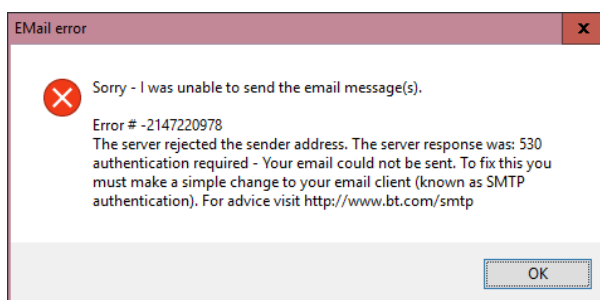 EMail error
x
Sorry - I was unable to send the email message(s).
Error # -2147220978
The server rejected the sender address. The server response was: 530
authentication required - Your email could not be sent. To fix this you
must make a simple change to your email client (known as SMTP
authentication). For advice visit http://www.bt.com/smtp
OK